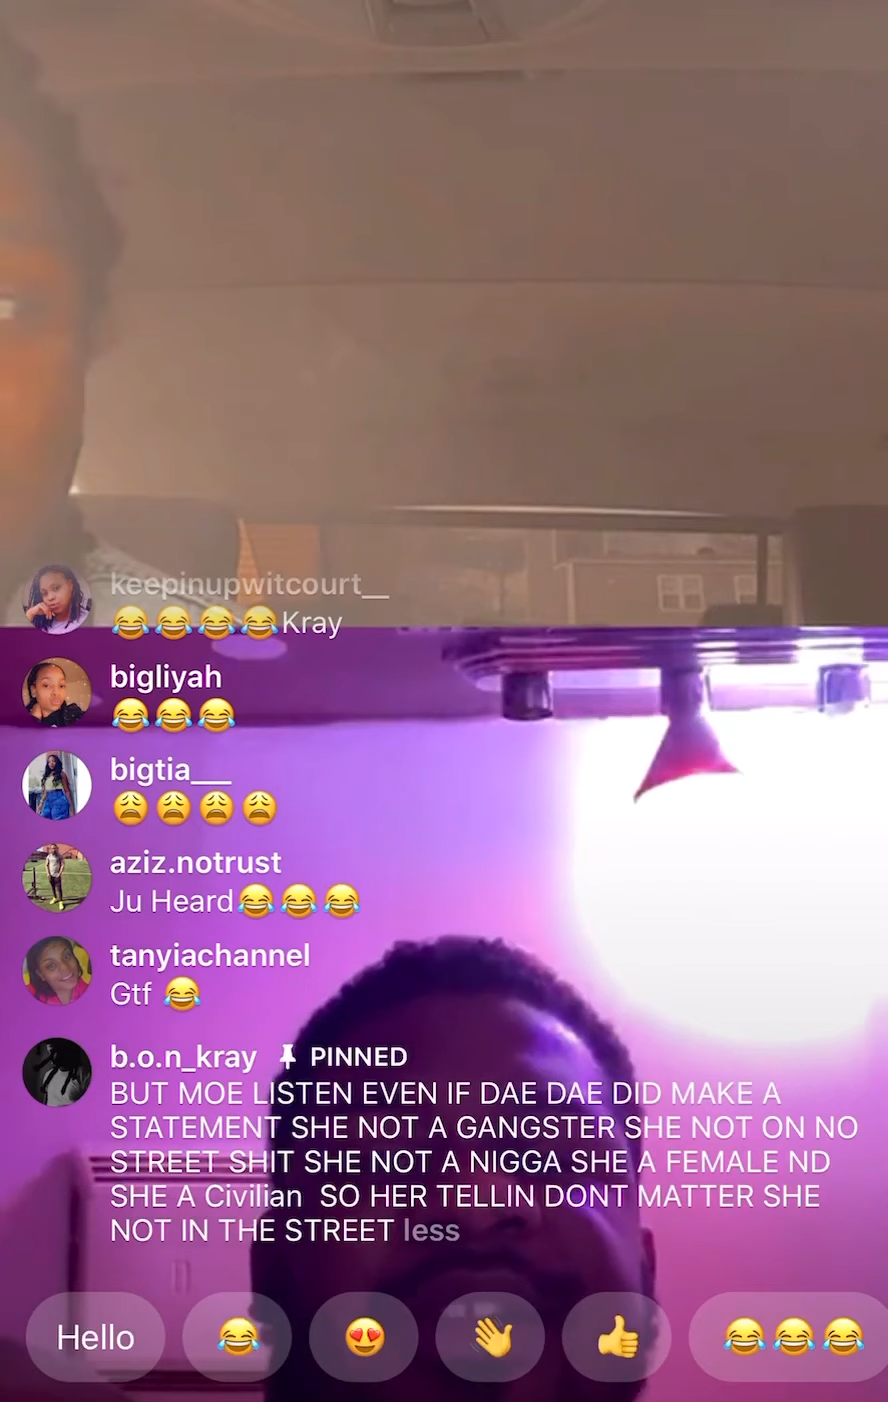 keepinupwitcourt__
😂😂😂😂Kray
bigliyah
😂😂😂
bigtia___
😩😩😩😩
aziz.notrust
Ju Heard😂😂😂
tanyiachannel
Gtf 😂
b.o.n_kray 📌 PINNED
BUT MOE LISTEN EVEN IF DAE DAE DID MAKE A
STATEMENT SHE NOT A GANGSTER SHE NOT ON NO
STREET SHIT SHE NOT A NIGGA SHE A FEMALE ND
SHE A Civilian  SO HER TELLIN DONT MATTER SHE
NOT IN THE STREET less
Hello 😂 😍 👋 👍 😂😂😂